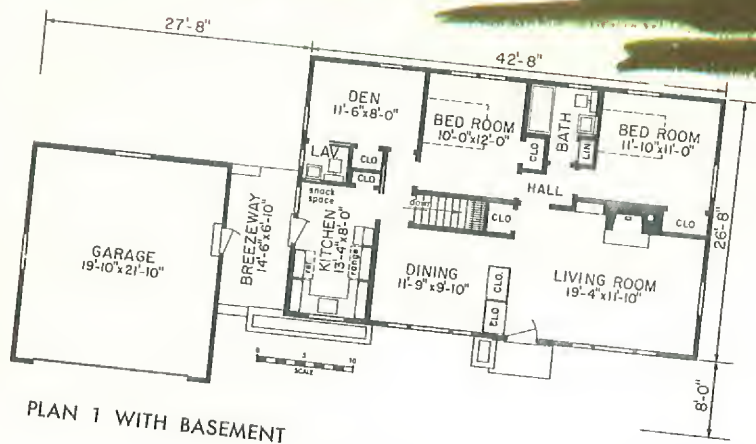 27'-8"
42'-8"
DEN
11'-6"x8'-0"
BED ROOM
10'-0"x12'-0"
BATH
LIN
BED ROOM
11'-10"x11'-0"
LAV.
CLO
CLO
CLO
HALL
snack
space
down
CLO
CLO
26'-8"
GARAGE
19'-10"x21'-10"
BREEZEWAY
14'-6"x6'-10"
KITCHEN
13'-4"x8'-0"
ref.
range
DINING
11'-9"x9'-10"
CLO.
CLO
LIVING ROOM
19'-4"x11'-10"
0 5 10
SCALE
8'-0"
PLAN 1 WITH BASEMENT